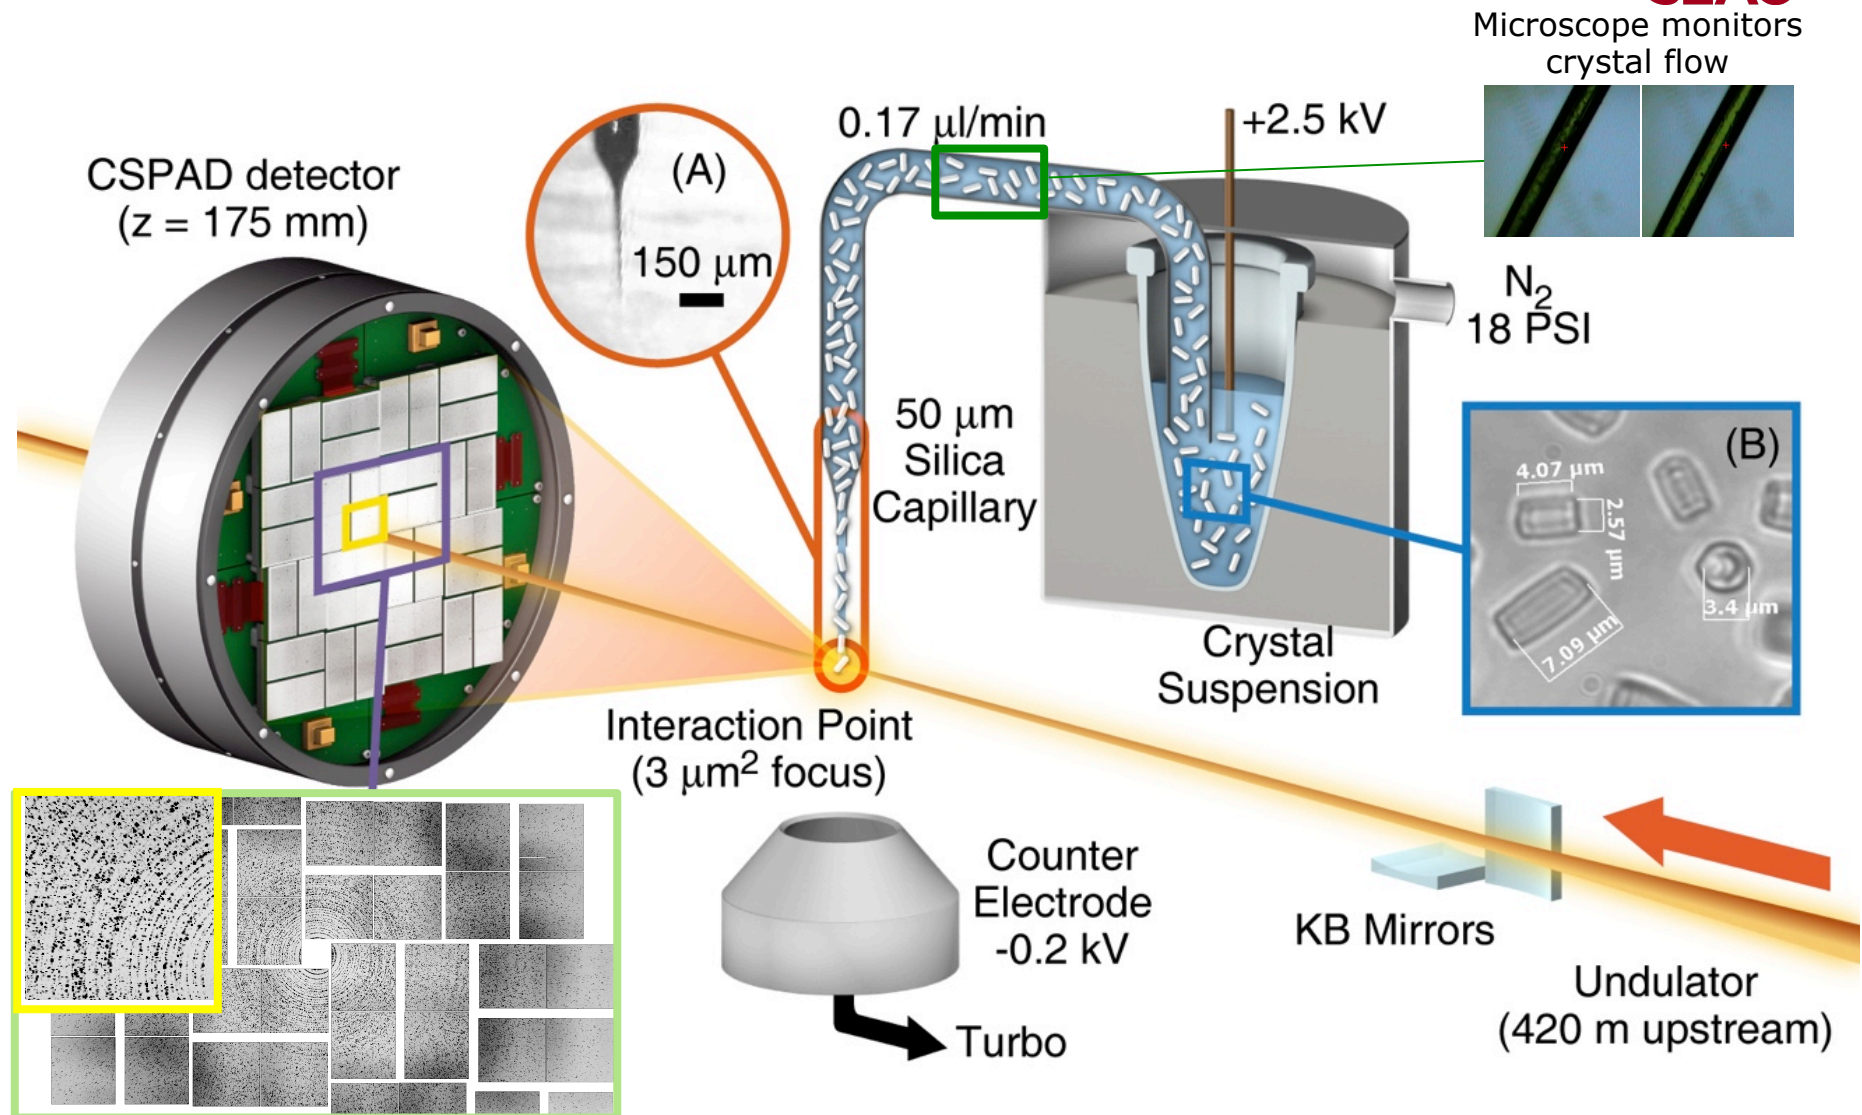 Microscope monitors
crystal flow
0.17 μl/min
+2.5 kV
CSPAD detector
(z = 175 mm)
(A)
150 μm
N2
18 PSI
50 μm
Silica
Capillary
(B)
4.07 μm
2.57 μm
3.4 μm
7.09 μm
Crystal
Suspension
Interaction Point
(3 μm² focus)
Counter
Electrode
-0.2 kV
KB Mirrors
Undulator
(420 m upstream)
Turbo